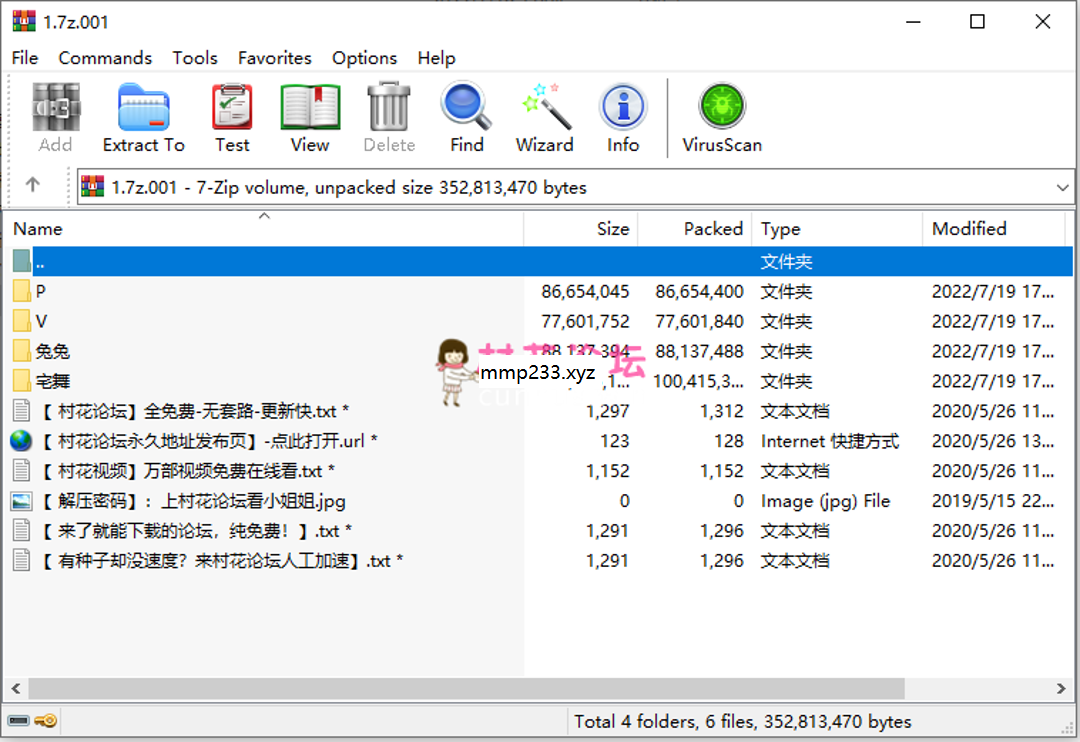 1.7z.001
File Commands Tools Favorites Options Help
Add Extract To Test View Delete Find Wizard Info VirusScan
1.7z.001 - 7-Zip volume, unpacked size 352,813,470 bytes
Name Size Packed Type Modified
.. 文件夹
P 86,654,045 86,654,400 文件夹 2022/7/19 17...
V 77,601,752 77,601,840 文件夹 2022/7/19 17...
兔兔 88,137,394 88,137,488 文件夹 2022/7/19 17...
宅舞 ,1... 100,415,3... 文件夹 2022/7/19 17...
mmp233.xyz
【 村花论坛】全免费-无套路-更新快.txt * 1,297 1,312 文本文档 2020/5/26 11...
【 村花论坛永久地址发布页】-点此打开.url * 123 128 Internet 快捷方式 2020/5/26 13...
【 村花视频】万部视频免费在线看.txt * 1,152 1,152 文本文档 2020/5/26 11...
【 解压密码】：上村花论坛看小姐姐.jpg 0 0 Image (jpg) File 2019/5/15 22...
【 来了就能下载的论坛，纯免费！】.txt * 1,291 1,296 文本文档 2020/5/26 11...
【 有种子却没速度？来村花论坛人工加速】.txt * 1,291 1,296 文本文档 2020/5/26 11...
Total 4 folders, 6 files, 352,813,470 bytes